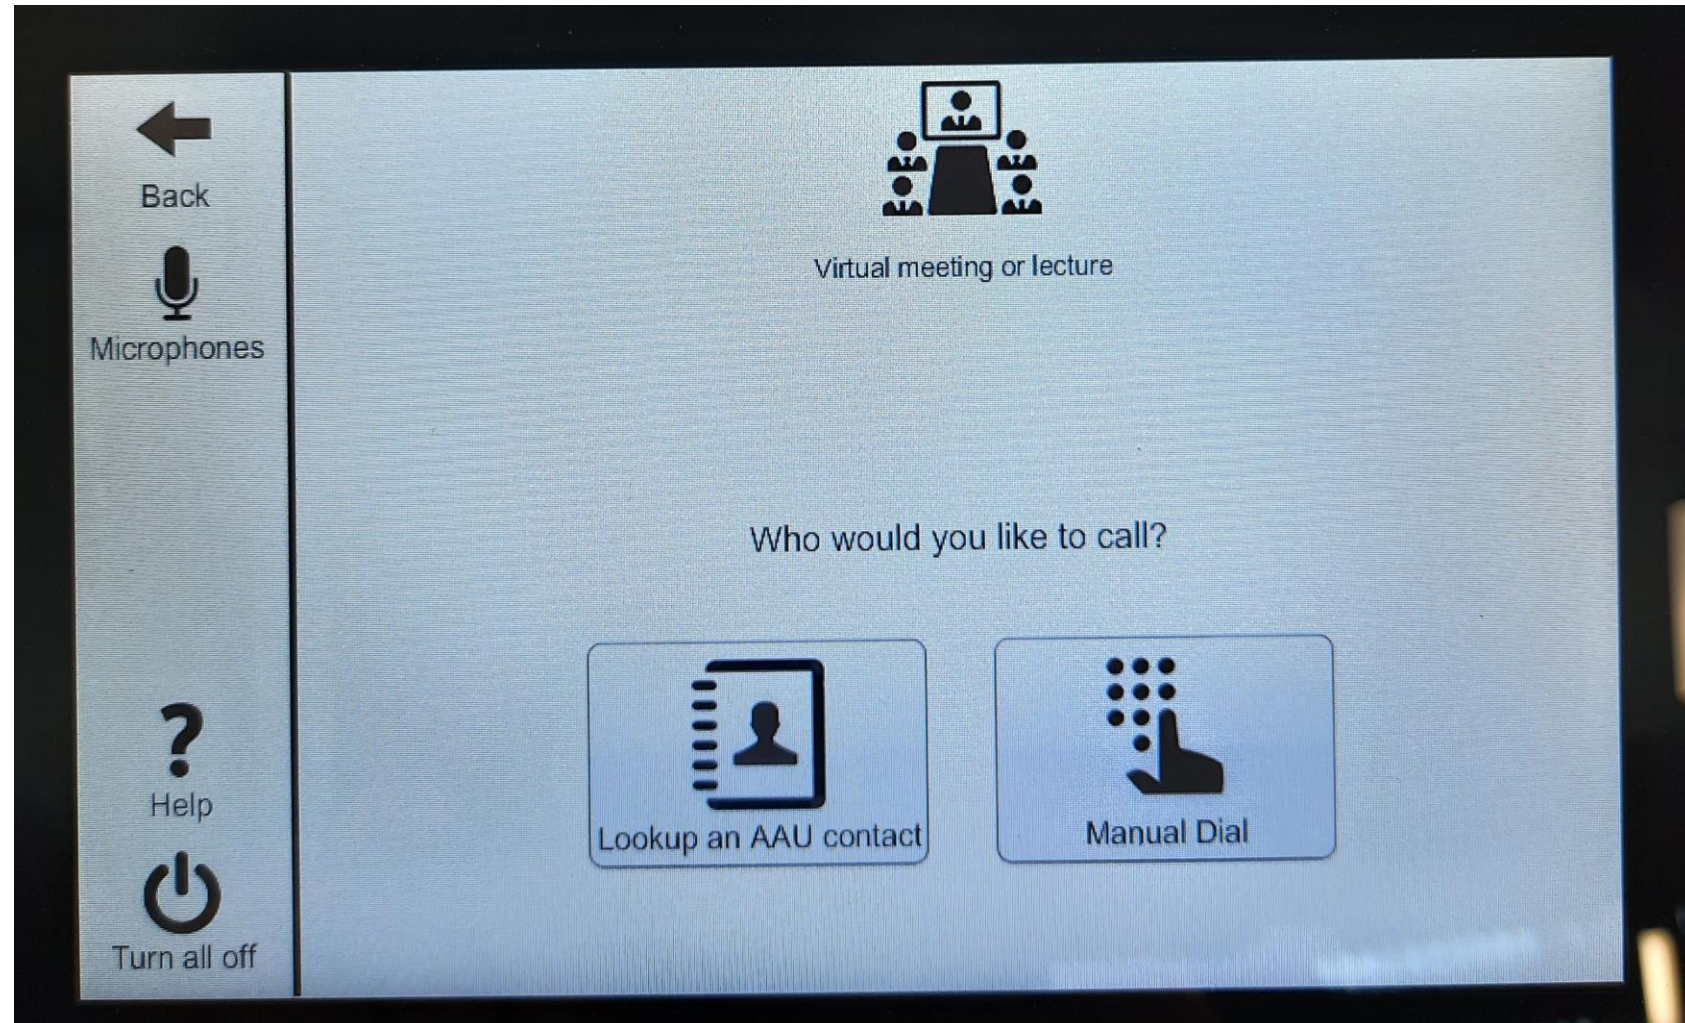 Back
Microphones
Help
Turn all off
Virtual meeting or lecture
Who would you like to call?
Lookup an AAU contact
Manual Dial